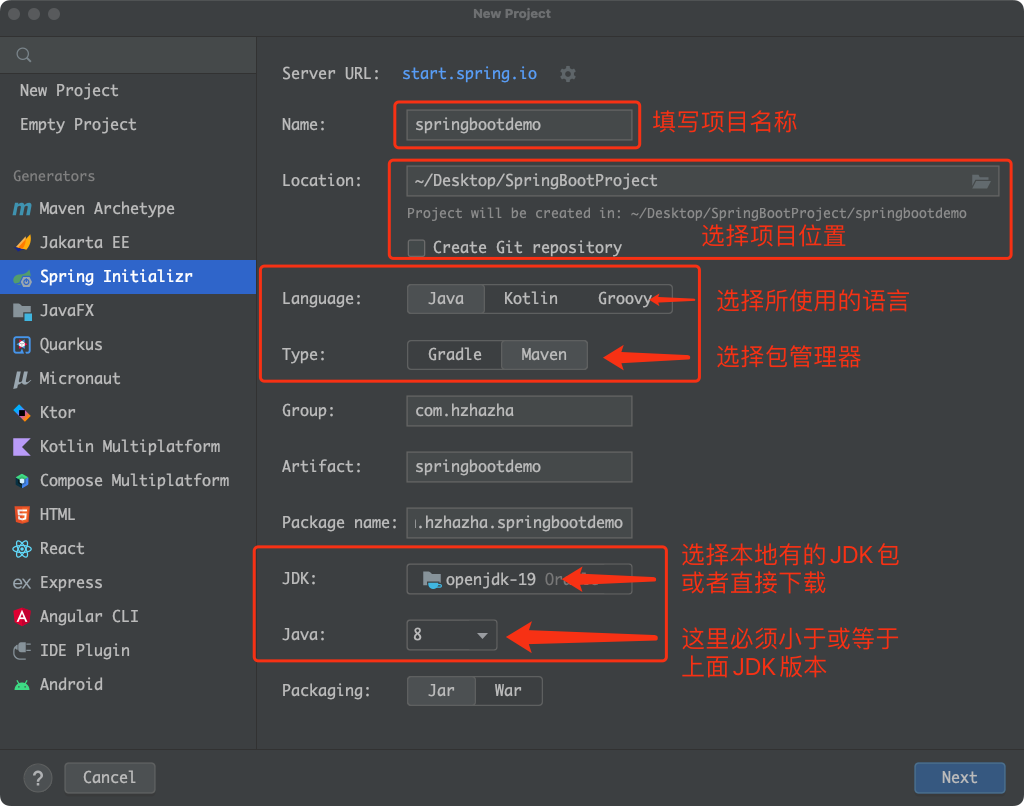 New Project
Server URL: start.spring.io
New Project
Empty Project
Generators
Maven Archetype
Jakarta EE
Spring Initializr
JavaFX
Quarkus
Micronaut
Ktor
Kotlin Multiplatform
Compose Multiplatform
HTML
React
Express
Angular CLI
IDE Plugin
Android
Name: springbootdemo 填写项目名称
Location: ~/Desktop/SpringBootProject
Project will be created in: ~/Desktop/SpringBootProject/springbootdemo
选择项目位置
Create Git repository
Language: Java Kotlin Groovy 选择所使用的语言
Type: Gradle Maven 选择包管理器
Group: com.hzhazha
Artifact: springbootdemo
Package name: .hzhazha.springbootdemo
JDK: openjdk-19 选择本地有的JDK包
或者直接下载
Java: 8 这里必须小于或等于
上面JDK版本
Packaging: Jar War
? Cancel Next